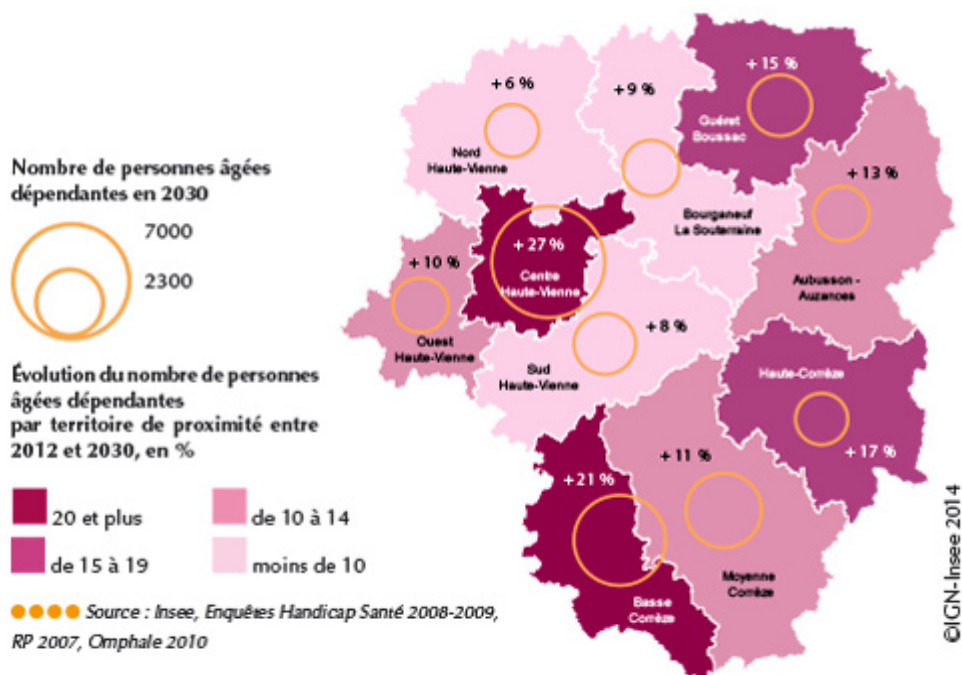 Nombre de personnes âgées
dépendantes en 2030
7000
2300
Évolution du nombre de personnes
âgées dépendantes
par territoire de proximité entre
2012 et 2030, en %
20 et plus
de 10 à 14
de 15 à 19
moins de 10
Source : Insee, Enquêtes Handicap Santé 2008-2009,
RP 2007, Omphale 2010
+ 6 %
Nord
Haute-Vienne
+ 9 %
Bourganeuf
La Souterraine
+ 15 %
Guéret
Boussac
+ 13 %
Aubusson -
Auzances
+ 27 %
Centre
Haute-Vienne
+ 10 %
Ouest
Haute-Vienne
+ 8 %
Sud
Haute-Vienne
Haute-Corrèze
+ 17 %
+ 11 %
Moyenne
Corrèze
+ 21 %
Basse
Corrèze
©IGN-Insee 2014